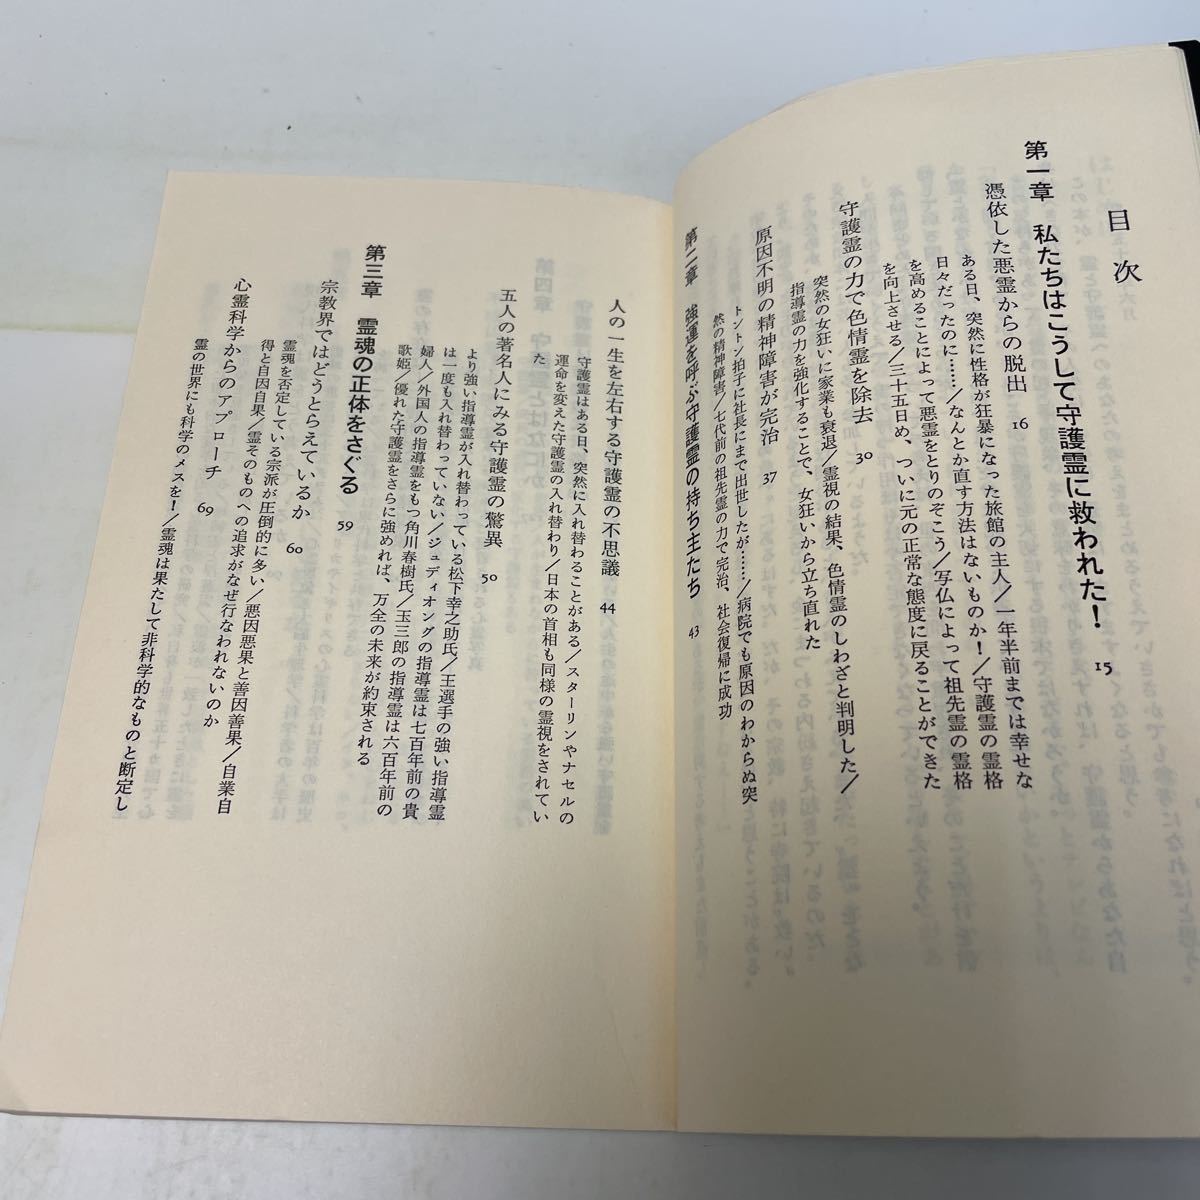 目次
第一章 私たちはこうして守護霊に救われた! 15
憑依した悪霊からの脱出 16
ある日、突然に性格が狂暴になった旅館の主人/一年半前までは幸せな
日々だったのに……/なんとか直す方法はないものか!/守護霊の霊格
を高めることによって悪霊をとりのぞこう/写仏によって祖先霊の霊格
を向上させる/三十五日め、ついに元の正常な態度に戻ることができた
守護霊の力で色情霊を除去 30
突然の女狂いに家業も衰退/霊視の結果、色情霊のしわざと判明した/
指導霊の力を強化することで、女狂いから立ち直れた
原因不明の精神障害が完治 37
トントン拍子に社長にまで出世したが……/病院でも原因のわからぬ突
然の精神障害/七代前の祖先霊の力で完治、社会復帰に成功
第二章 強運を呼ぶ守護霊の持ち主たち 43
人の一生を左右する守護霊の不思議 44
守護霊はある日、突然に入れ替わることがある/スターリンやナセルの
運命を変えた守護霊の入れ替わり/日本の首相も同様の霊視をされてい
た
五人の著名人にみる守護霊の驚異 50
より強い指導霊が入れ替わっている松下幸之助氏/王選手の強い指導霊
は一度も入れ替わっていない/ジュディオングの指導霊は七百年前の貴
婦人/外国人の指導霊をもつ角川春樹氏/玉三郎の指導霊は六百年前の
歌姫/優れた守護霊をさらに強めれば、万全の未来が約束される
第三章 霊魂の正体をさぐる 59
宗教界ではどうとらえているか 60
霊魂を否定している宗派が圧倒的に多い/悪因悪果と善因善果/自業自
得と自因自果/霊そのものへの追求がなぜ行なわれないのか
心霊科学からのアプローチ 69
霊の世界にも科学のメスを!/霊魂は果たして非科学的なものと断定し